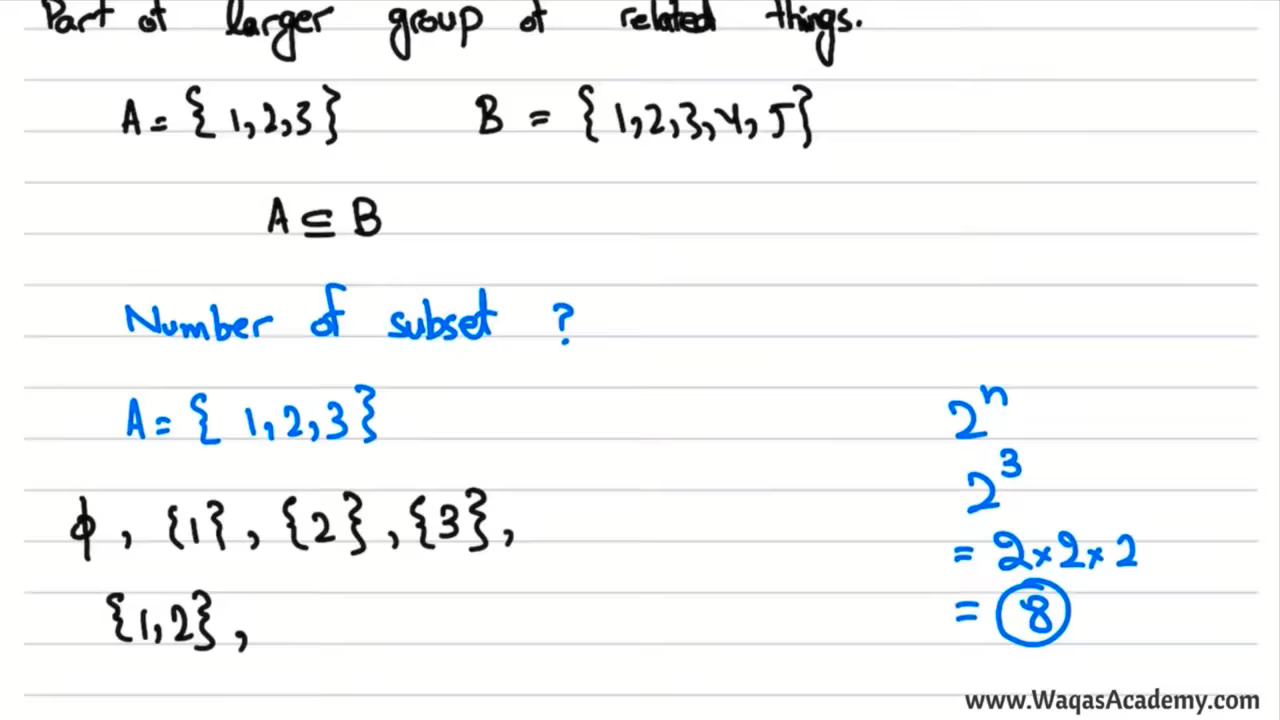 Part of larger group of related things.
A = { 1, 2, 3 } B = { 1, 2, 3, 4, 5 }
A ⊆ B
Number of subset ?
A = { 1, 2, 3 }
2ⁿ
2³
ϕ , {1} , {2} , {3} ,
= 2 × 2 × 2
{1, 2} ,
= 8
www.WaqasAcademy.com